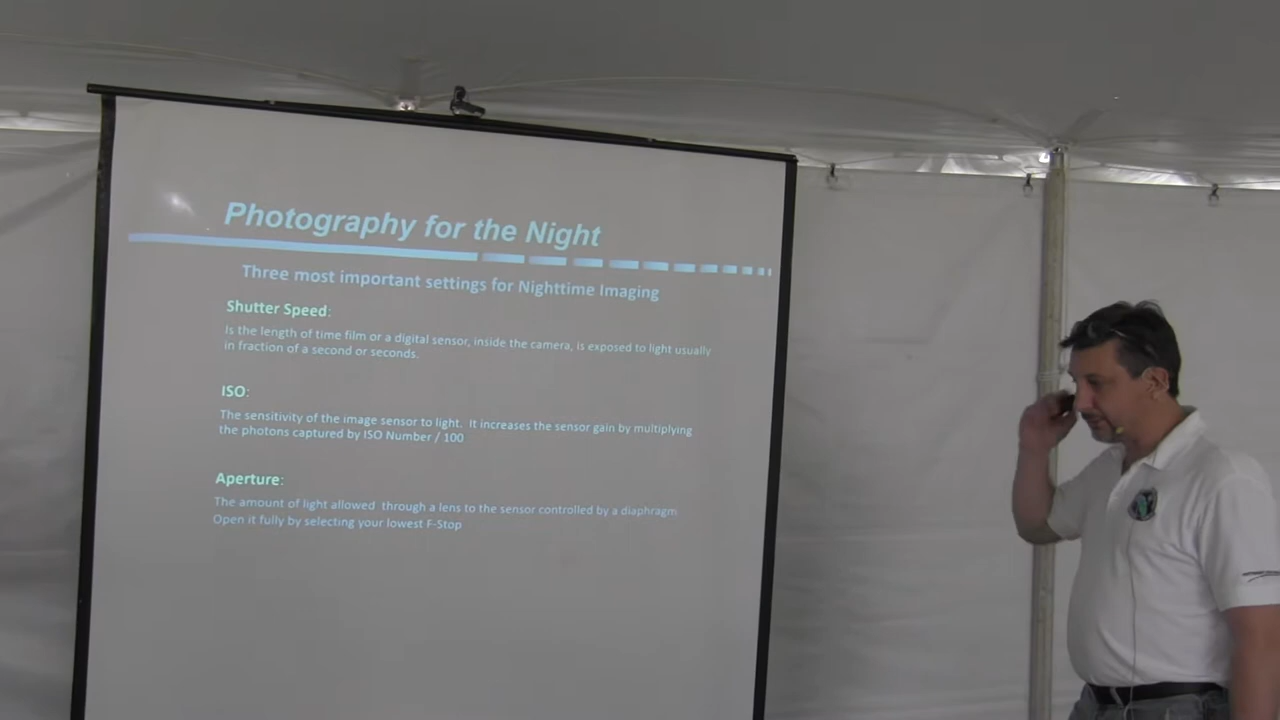 Photography for the Night
Three most important settings for Nighttime Imaging
Shutter Speed:
Is the length of time film or a digital sensor, inside the camera, is exposed to light usually
in fraction of a second or seconds.
ISO:
The sensitivity of the image sensor to light. It increases the sensor gain by multiplying
the photons captured by ISO Number / 100
Aperture:
The amount of light allowed through a lens to the sensor controlled by a diaphragm
Open it fully by selecting your lowest F-Stop